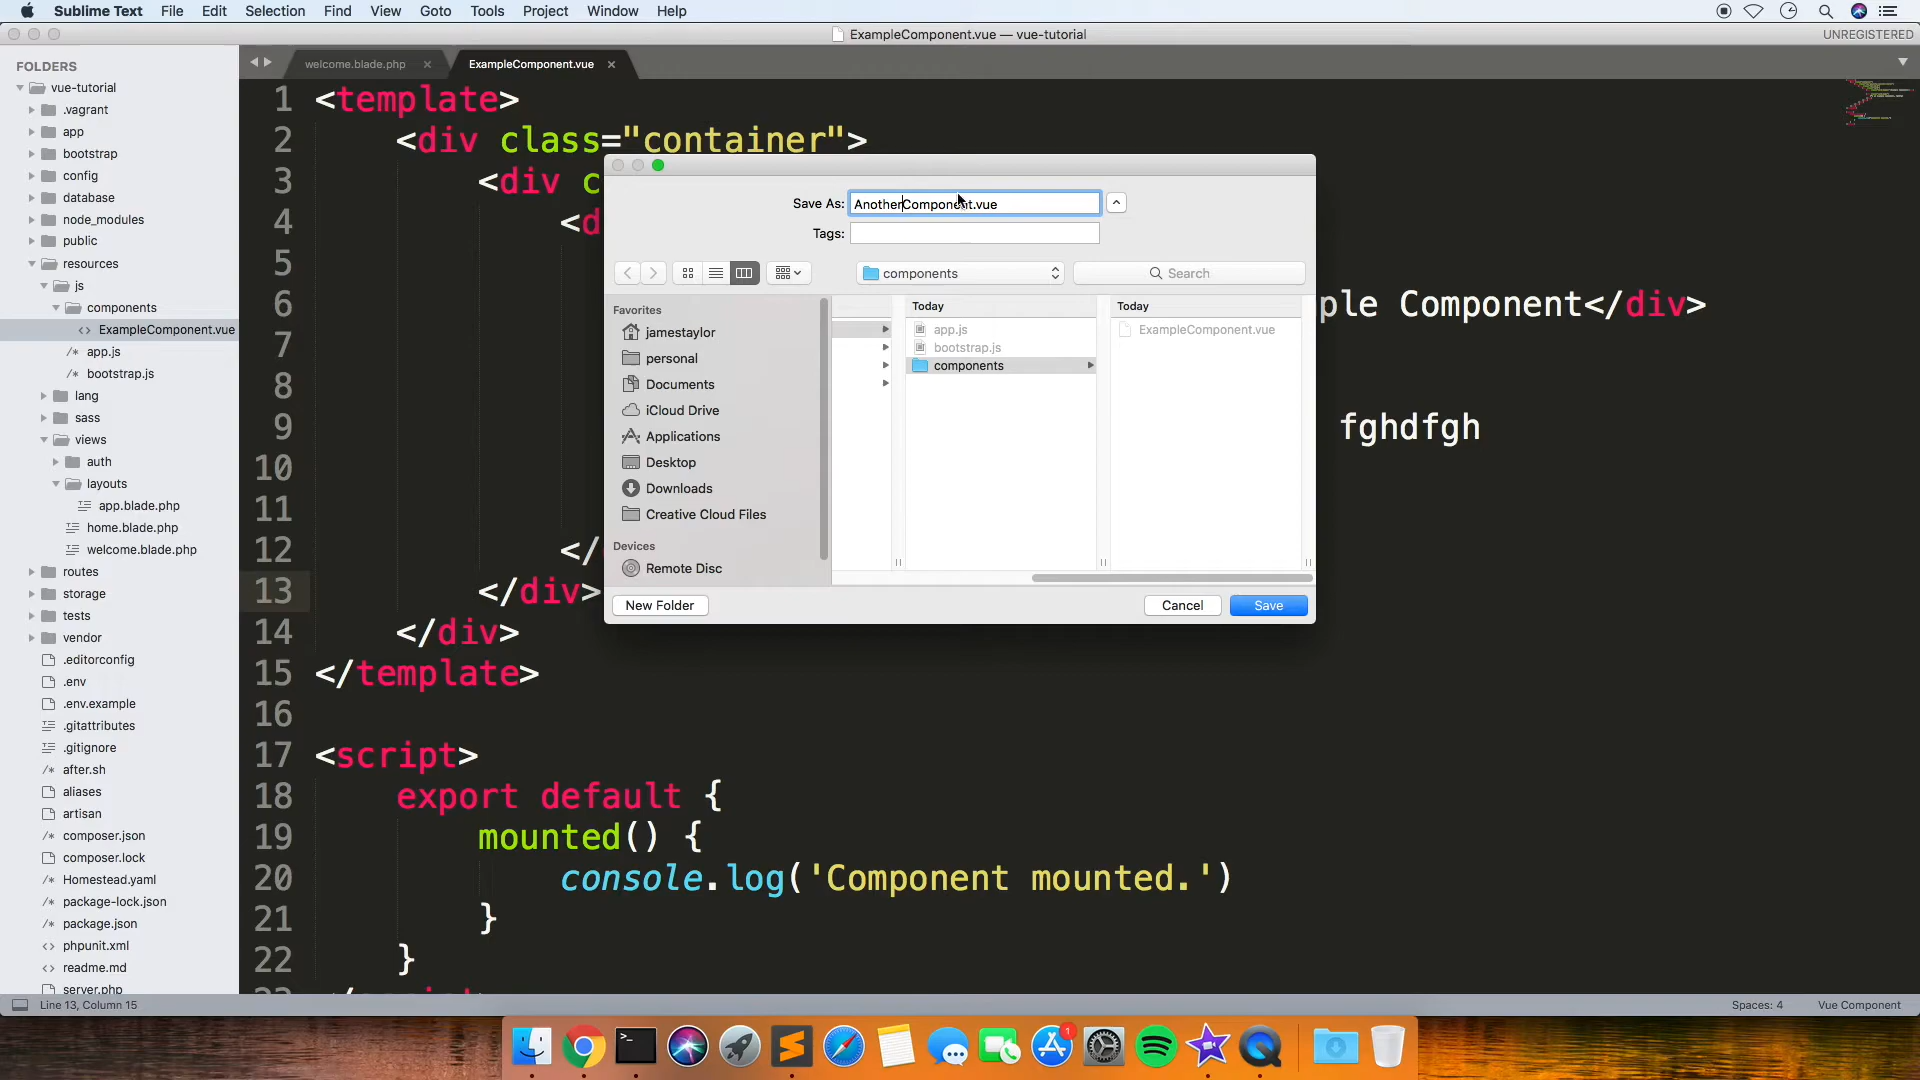 Sublime Text File Edit Selection Find View Goto Tools Project Window Help
ExampleComponent.vue — vue-tutorial
UNREGISTERED
FOLDERS
vue-tutorial
.vagrant
app
bootstrap
config
database
node_modules
public
resources
js
components
<> ExampleComponent.vue
/* app.js
/* bootstrap.js
lang
sass
views
auth
layouts
app.blade.php
home.blade.php
welcome.blade.php
routes
storage
tests
vendor
.editorconfig
.env
.env.example
.gitattributes
.gitignore
/* after.sh
aliases
artisan
/* composer.json
composer.lock
/* Homestead.yaml
/* package-lock.json
/* package.json
<> phpunit.xml
<> readme.md
server.php
welcome.blade.php ×
ExampleComponent.vue ×
1 <template>
2 <div class="container">
3 <div c
4 <d
5
6 ple Component</div>
7
8
9 fghdfgh
10
11
12 </
13 </div>
14 </div>
15 </template>
16
17 <script>
18 export default {
19 mounted() {
20 console.log('Component mounted.')
21 }
22 }
Save As: AnotherComponent.vue
Tags:
components
Search
Favorites
jamestaylor
personal
Documents
iCloud Drive
Applications
Desktop
Downloads
Creative Cloud Files
Devices
Remote Disc
Today
app.js
bootstrap.js
components
Today
ExampleComponent.vue
New Folder
Cancel
Save
Line 13, Column 15
Spaces: 4
Vue Component
1